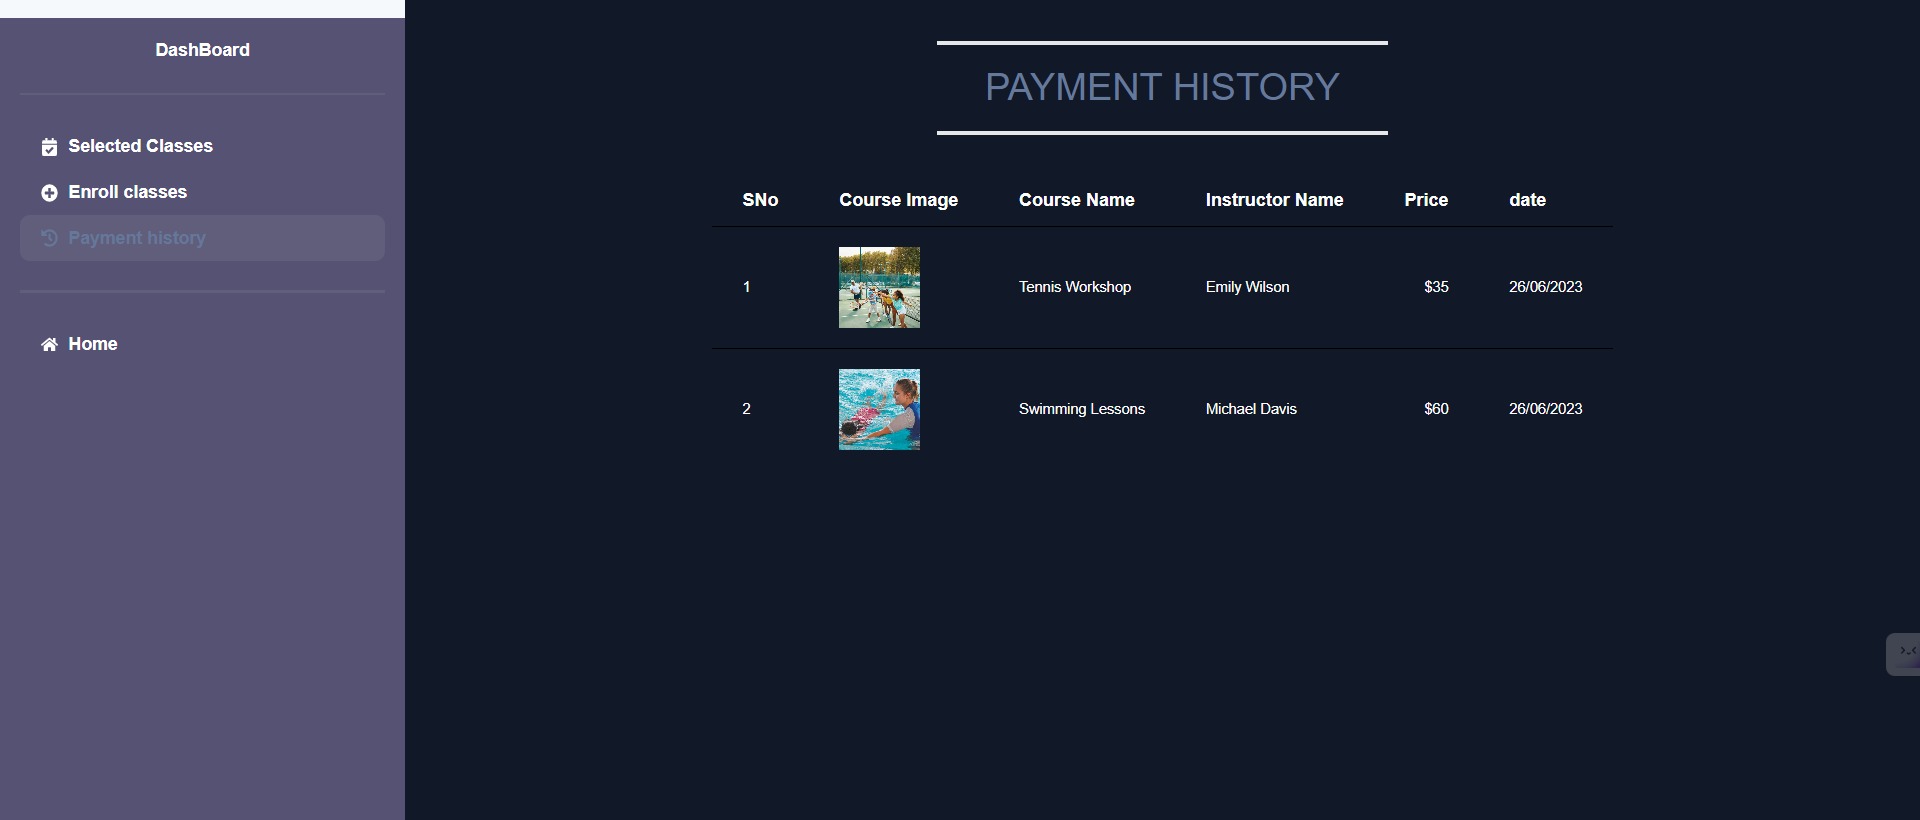 DashBoard
Selected Classes
Enroll classes
Payment history
Home
PAYMENT HISTORY
SNo Course Image Course Name Instructor Name Price date
1 Tennis Workshop Emily Wilson $35 26/06/2023
2 Swimming Lessons Michael Davis $60 26/06/2023